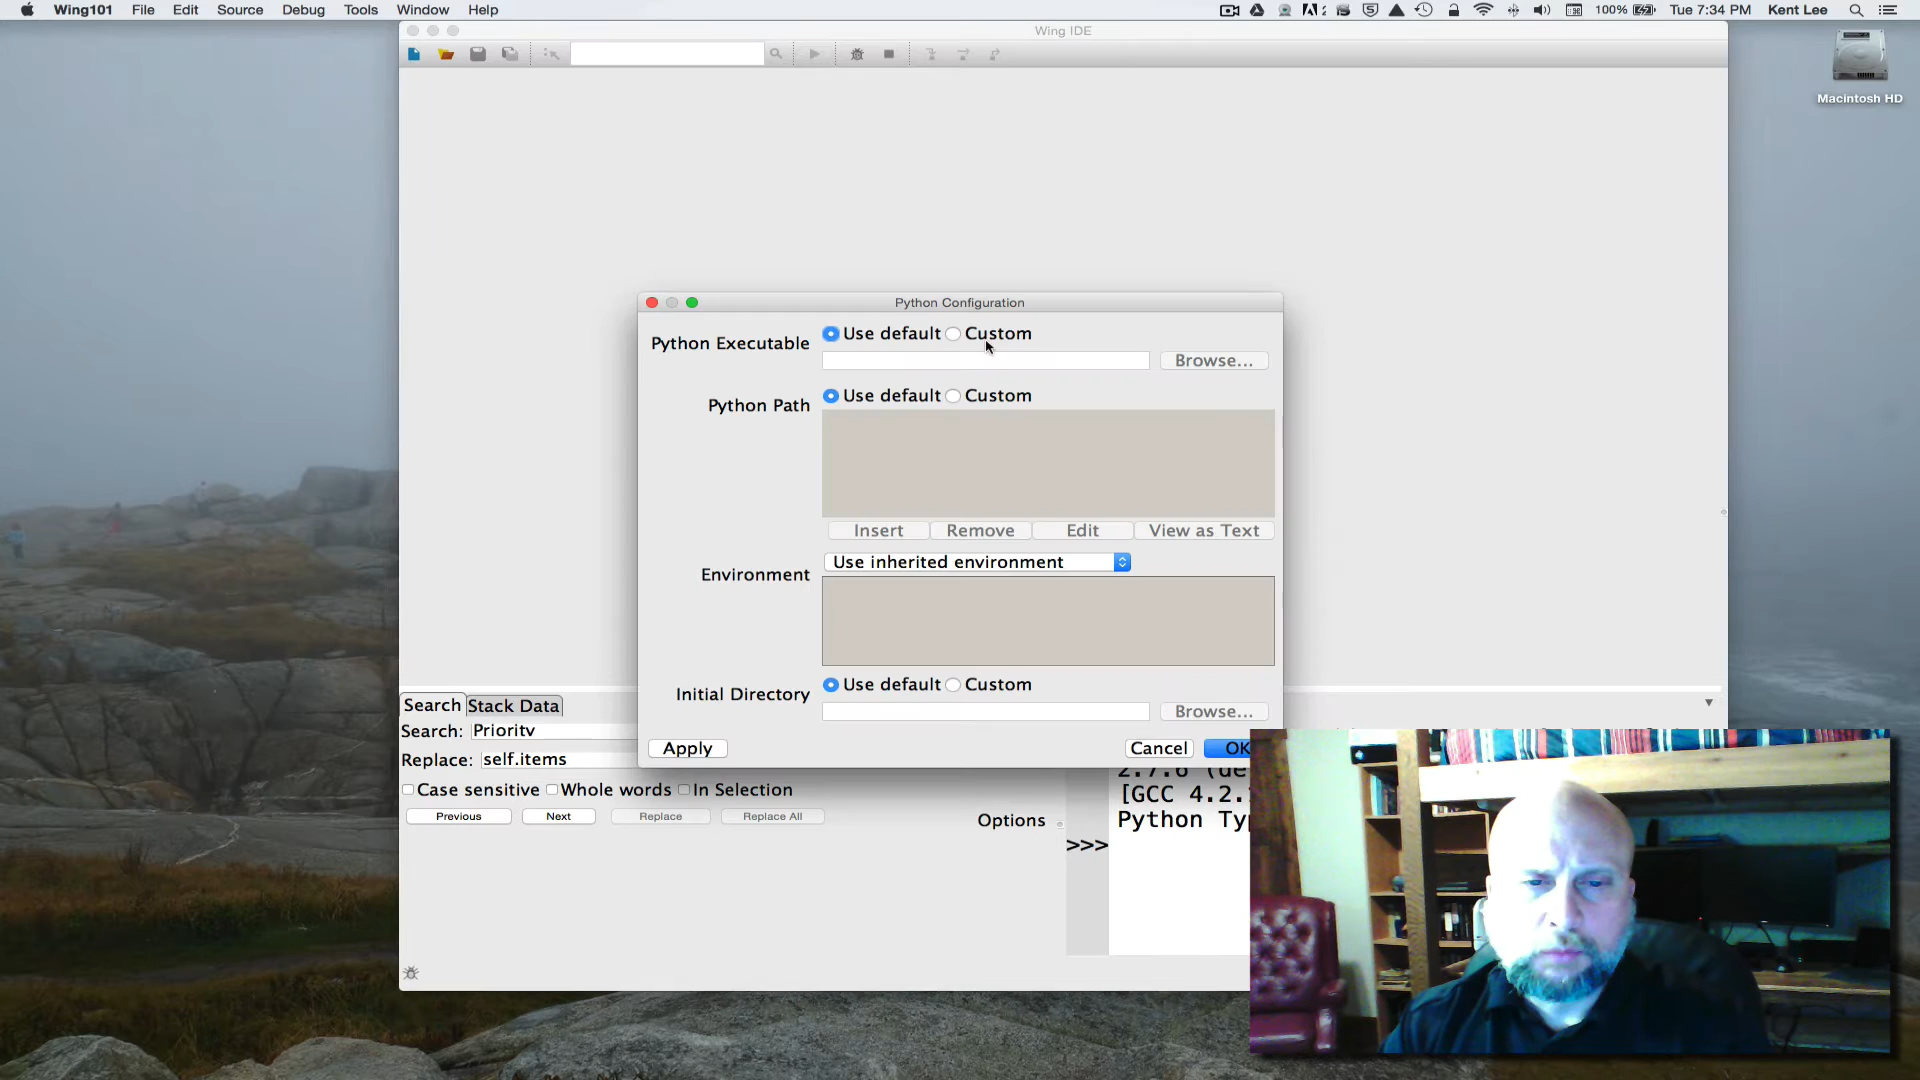 Wing101 File Edit Source Debug Tools Window Help 100% Tue 7:34 PM Kent Lee
Wing IDE
Macintosh HD
Python Configuration
Python Executable Use default Custom
Browse...
Python Path Use default Custom
Insert Remove Edit View as Text
Environment Use inherited environment
Initial Directory Use default Custom
Browse...
Apply Cancel OK
Search Stack Data
Search: Priority
Replace: self.items
Case sensitive Whole words In Selection
Previous Next Replace Replace All
Options
2.7.6 (de
[GCC 4.2.
Python Ty
>>>